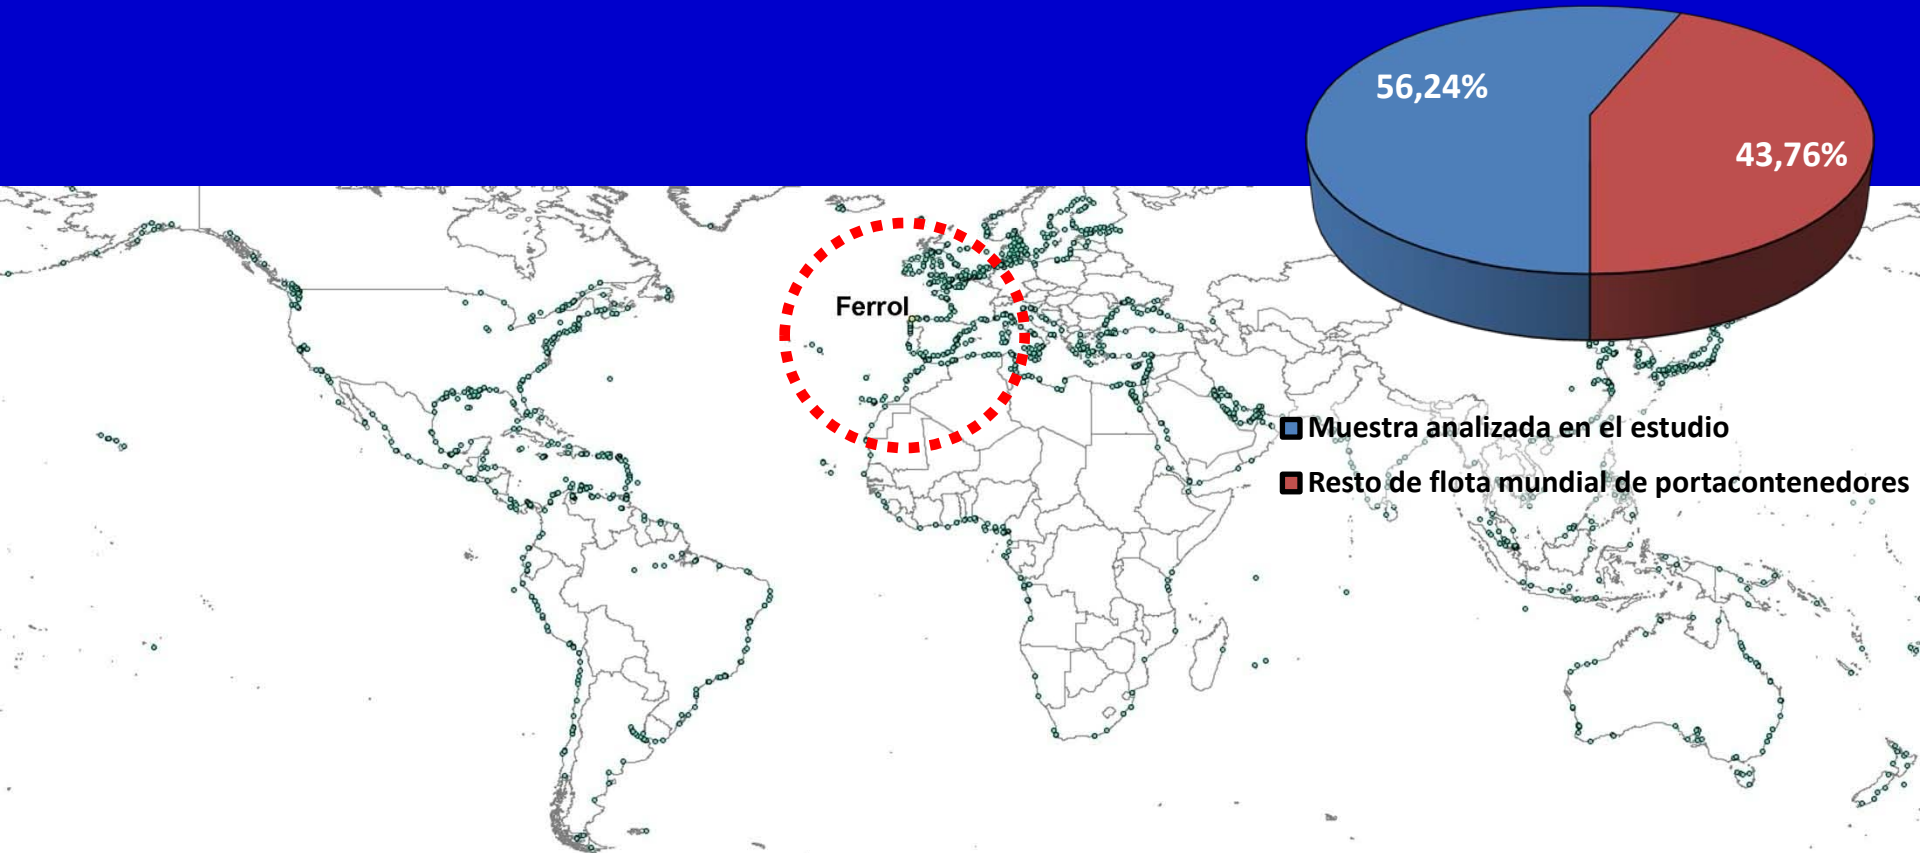 56,24%
43,76%
Ferrol
Muestra analizada en el estudio
Resto de flota mundial de portacontenedores